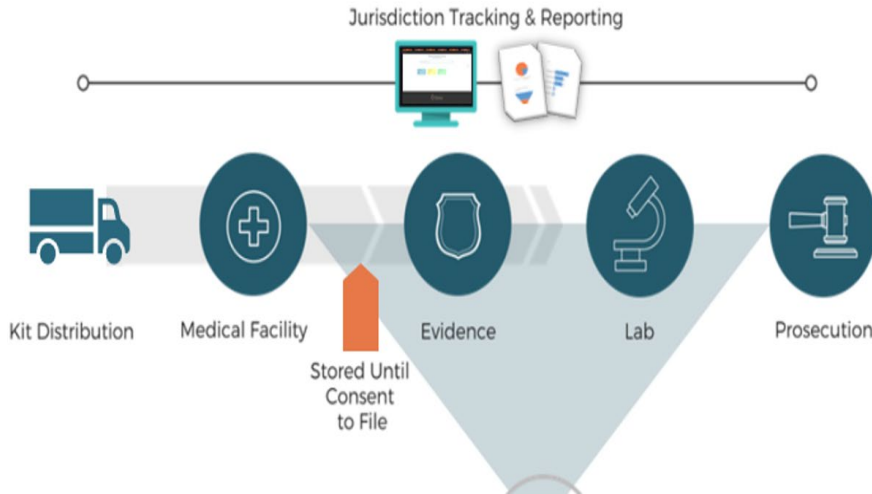 Jurisdiction Tracking & Reporting
Kit Distribution
Medical Facility
Evidence
Lab
Prosecution
Stored Until
Consent
to File